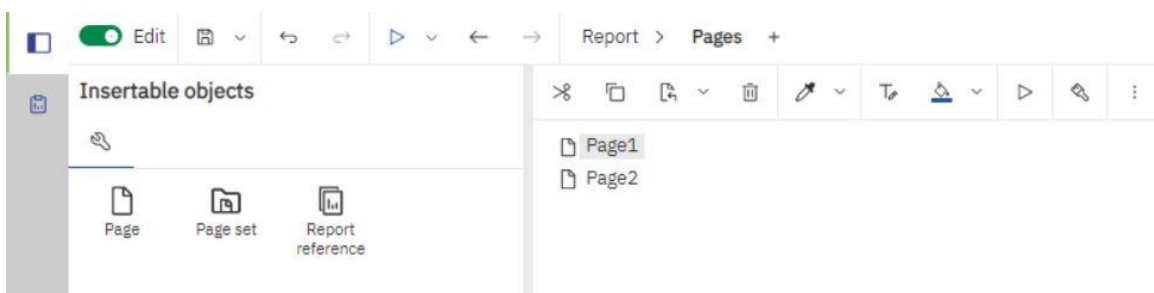 Edit
Report > Pages +
Insertable objects
Page1
Page2
Page
Page set
Report
reference